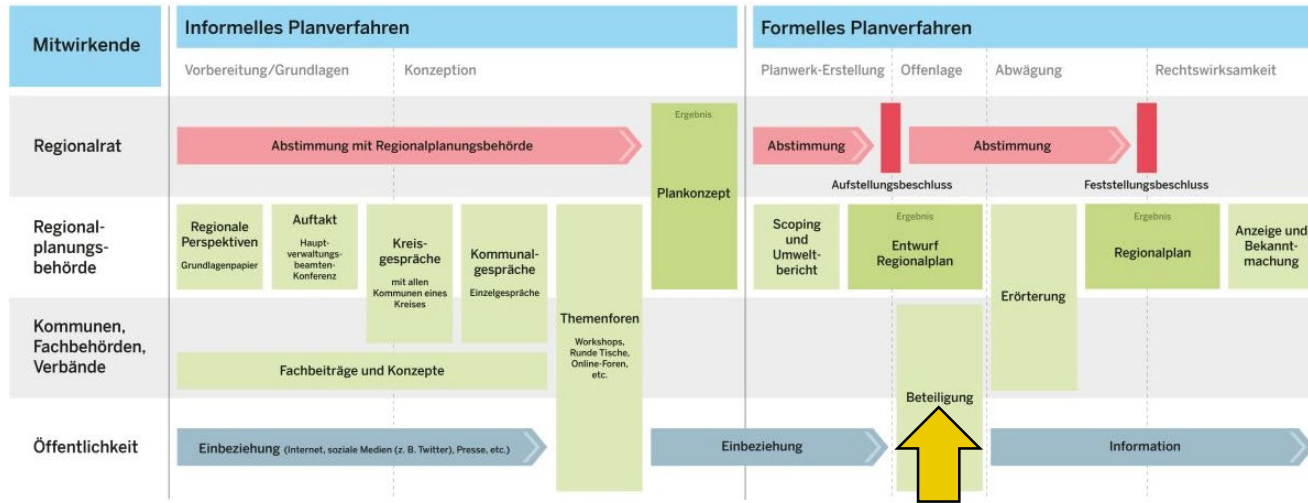 Mitwirkende
Informelles Planverfahren
Formelles Planverfahren
Vorbereitung/Grundlagen
Konzeption
Planwerk-Erstellung
Offenlage
Abwägung
Rechtswirksamkeit
Regionalrat
Abstimmung mit Regionalplanungsbehörde
Ergebnis
Plankonzept
Abstimmung
Aufstellungsbeschluss
Abstimmung
Feststellungsbeschluss
Regional-
planungs-
behörde
Regionale
Perspektiven
Grundlagenpapier
Auftakt
Haupt-
verwaltungs-
beamten-
Konferenz
Kreis-
gespräche
mit allen
Kommunen eines
Kreises
Kommunal-
gespräche
Einzelgespräche
Themenforen
Workshops,
Runde Tische,
Online-Foren,
etc.
Scoping
und
Umwelt-
bericht
Ergebnis
Entwurf
Regionalplan
Erörterung
Ergebnis
Regionalplan
Anzeige und
Bekannt-
machung
Kommunen,
Fachbehörden,
Verbände
Fachbeiträge und Konzepte
Beteiligung
Öffentlichkeit
Einbeziehung (Internet, soziale Medien (z. B. Twitter), Presse, etc.)
Einbeziehung
Information